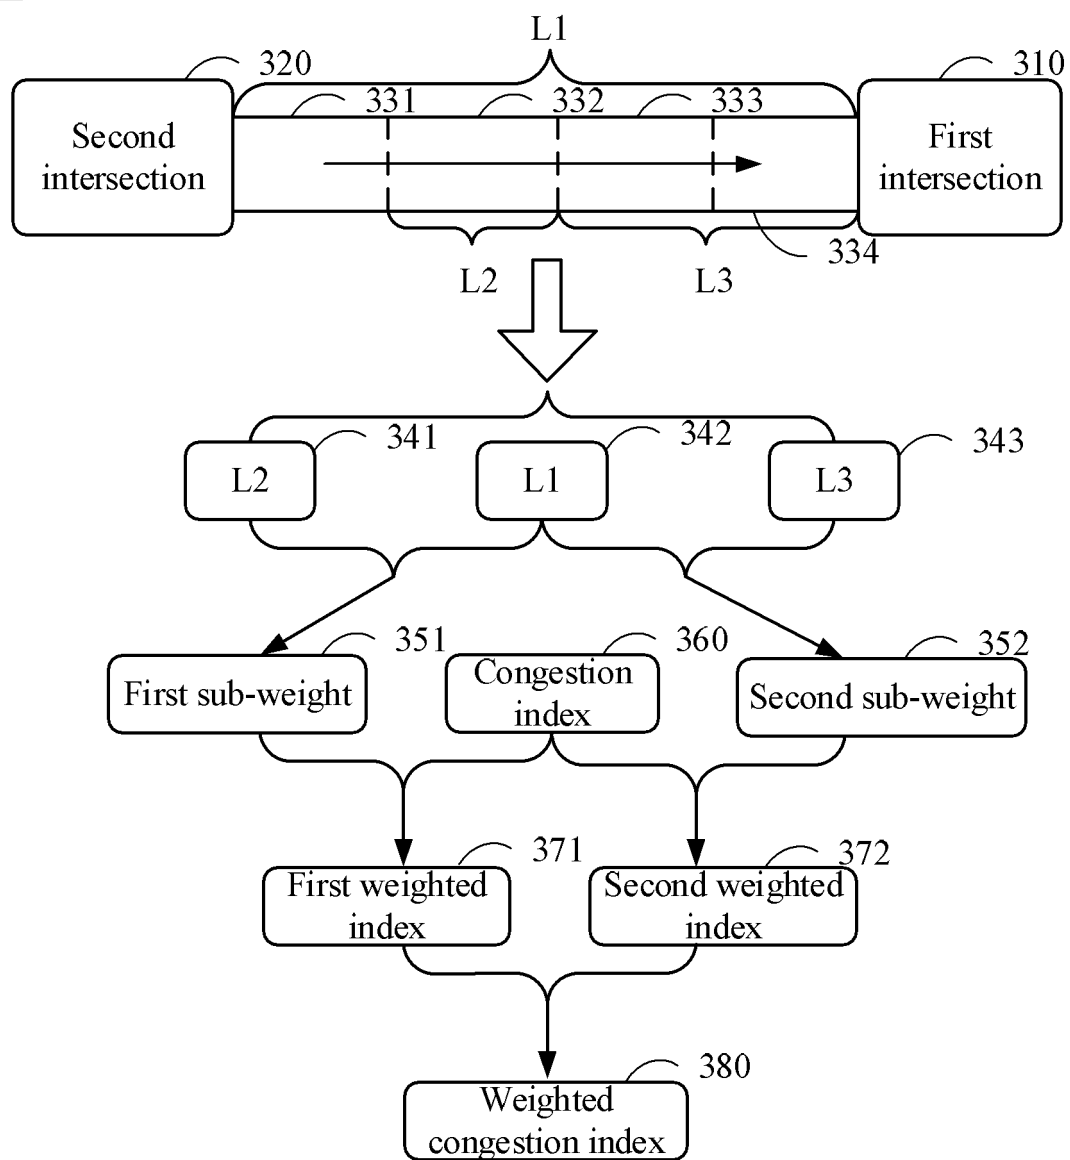 L1
320
310
331
332
333
Second
intersection
First
intersection
334
L2
L3
341
342
343
L2
L1
L3
351
360
352
First sub-weight
Congestion
index
Second sub-weight
371
372
First weighted
index
Second weighted
index
380
Weighted
congestion index